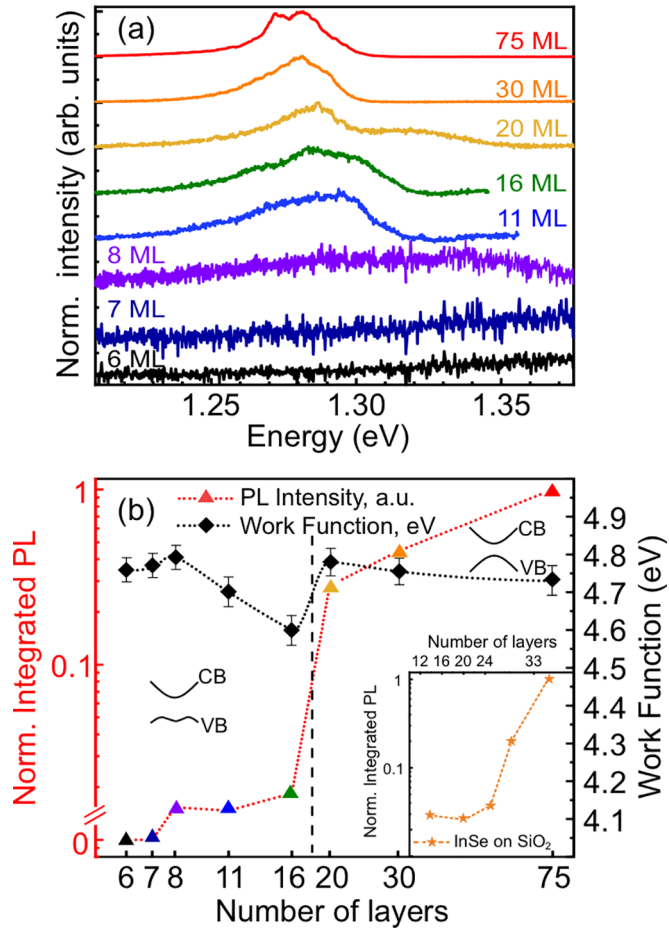 (a)
75 ML
30 ML
20 ML
16 ML
11 ML
8 ML
7 ML
6 ML
Norm. intensity (arb. units)
1.25 1.30 1.35
Energy (eV)
(b)
PL Intensity, a.u.
Work Function, eV
CB
VB
CB
VB
1
0.1
0
Norm. Integrated PL
4.9
4.8
4.7
4.6
4.5
4.4
4.3
4.2
4.1
Work Function (eV)
Number of layers
12 16 20 24 33
1
0.1
Norm. Integrated PL
InSe on SiO₂
6 7 8 11 16 20 30 75
Number of layers